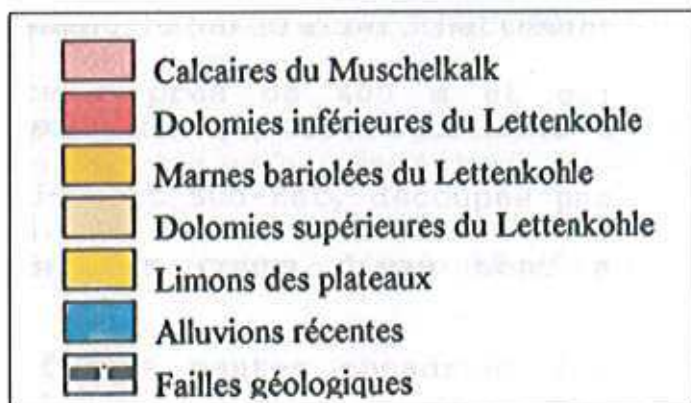 Calcaires du Muschelkalk
Dolomies inférieures du Lettenkohle
Marnes bariolées du Lettenkohle
Dolomies supérieures du Lettenkohle
Limons des plateaux
Alluvions récentes
Failles géologiques